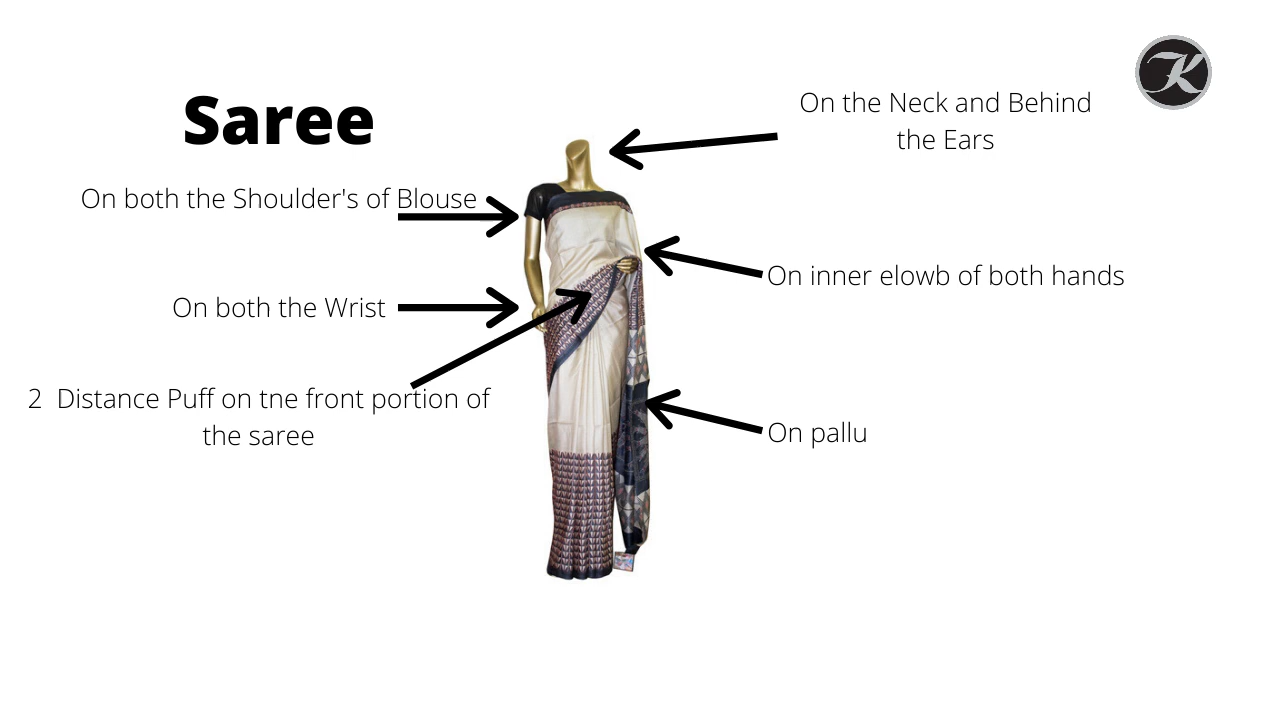 Saree
On the Neck and Behind
the Ears
On both the Shoulder's of Blouse
On inner elowb of both hands
On both the Wrist
2  Distance Puff on tne front portion of
the saree
On pallu
K